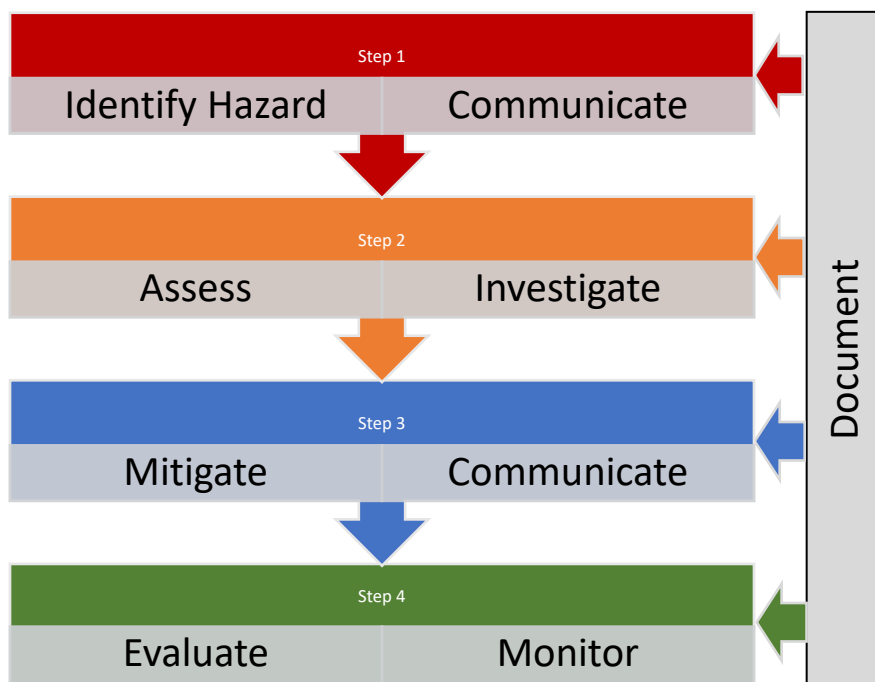 Step 1
Identify Hazard
Communicate
Step 2
Assess
Investigate
Step 3
Mitigate
Communicate
Step 4
Evaluate
Monitor
Document